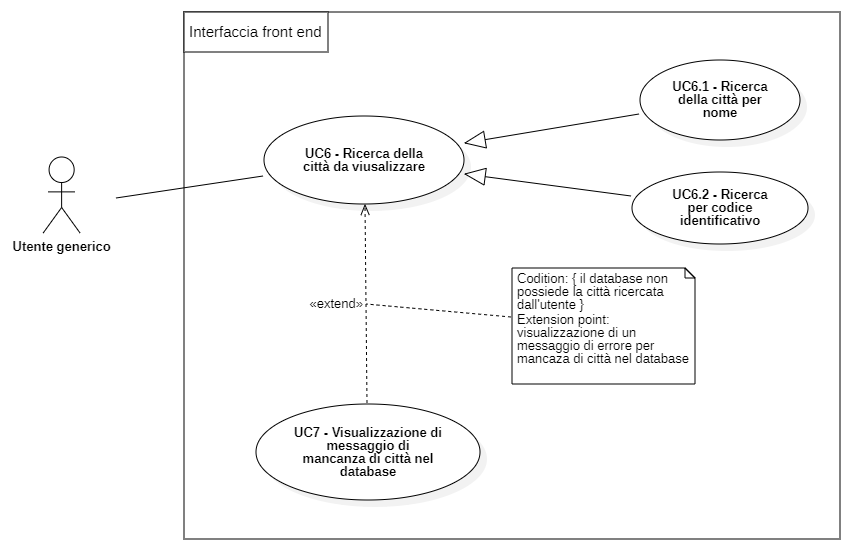 Interfaccia front end
UC6.1 - Ricerca
della città per
nome
UC6 - Ricerca della
città da viusalizzare
UC6.2 - Ricerca
per codice
identificativo
Utente generico
«extend»
Codition: { il database non
possiede la città ricercata
dall'utente }
Extension point:
visualizzazione di un
messaggio di errore per
mancaza di città nel database
UC7 - Visualizzazione di
messaggio di
mancanza di città nel
database